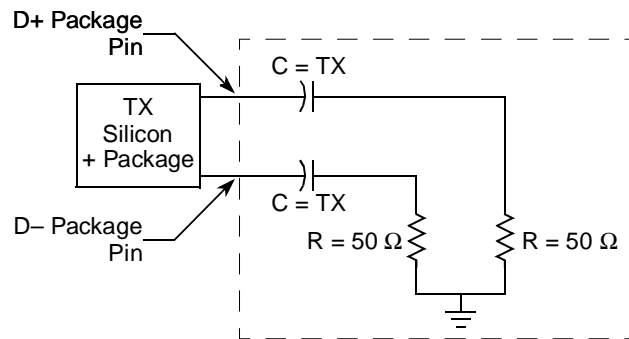 D+ Package
Pin
C = TX
TX
Silicon
+ Package
C = TX
D– Package
Pin
R = 50 Ω
R = 50 Ω